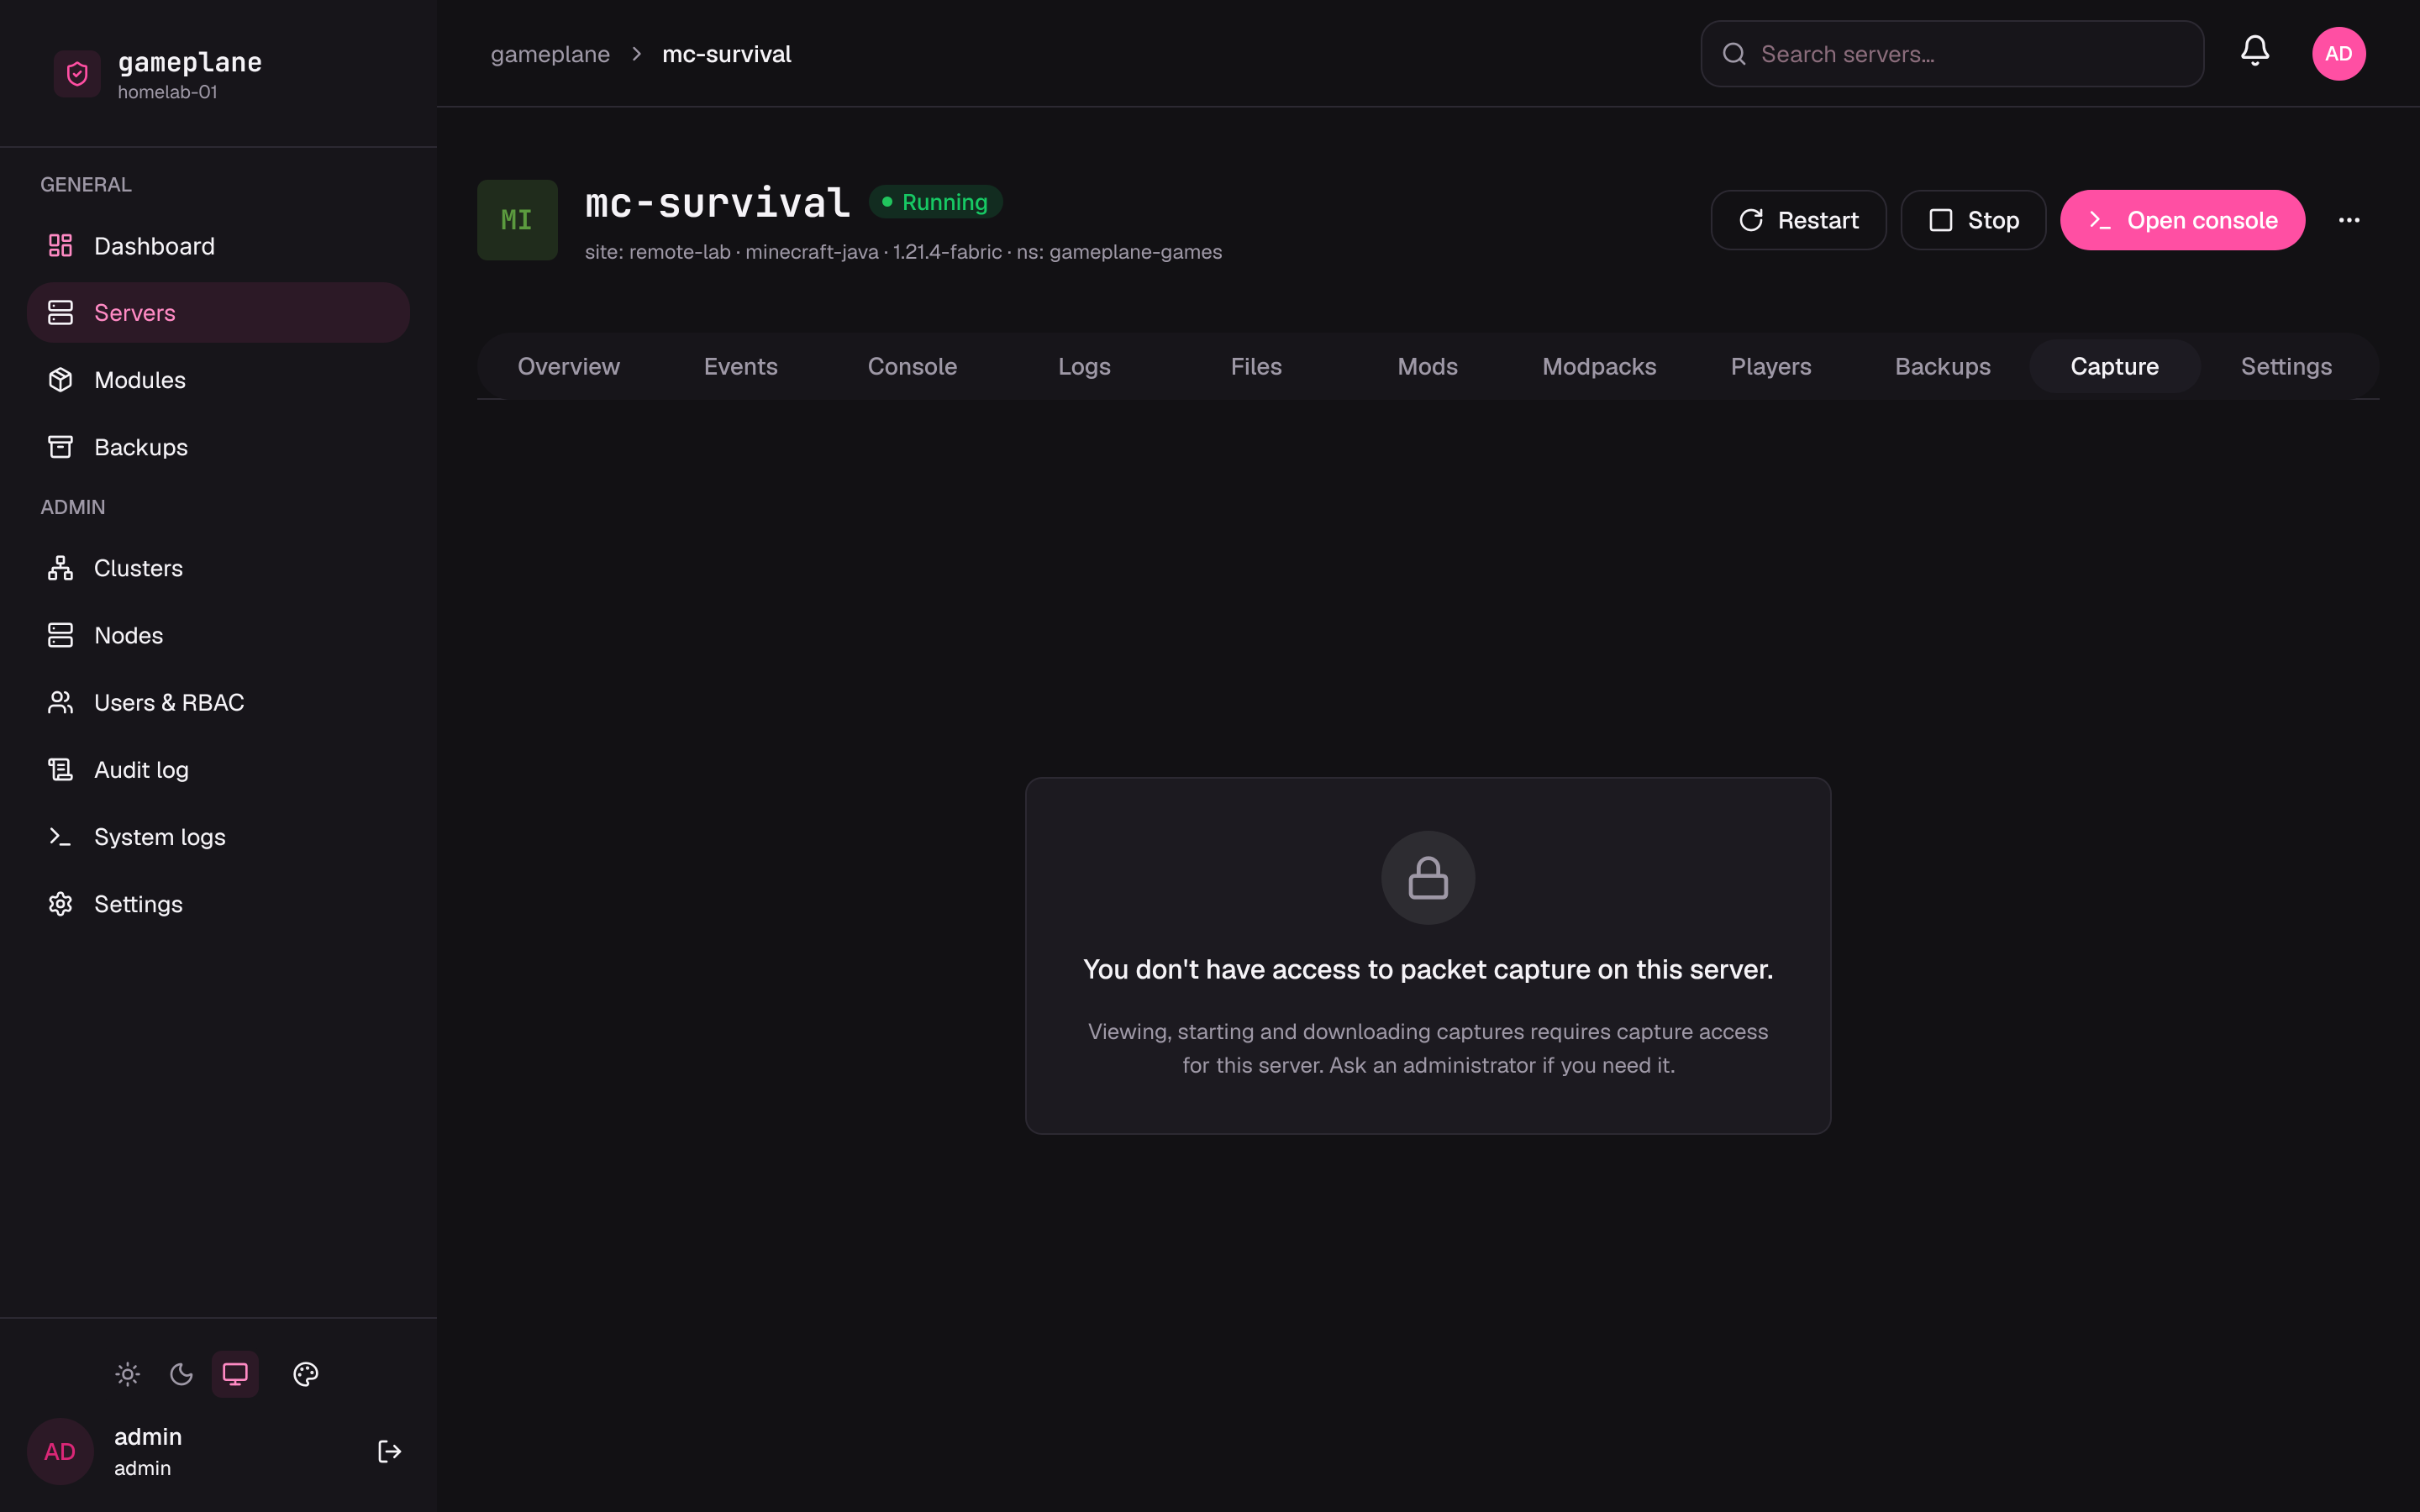 gameplane
homelab-01
GENERAL
Dashboard
Servers
Modules
Backups
ADMIN
Clusters
Nodes
Users & RBAC
Audit log
System logs
Settings
AD
admin
admin
gameplane
mc-survival
Search servers...
AD
MI
mc-survival
Running
site: remote-lab · minecraft-java · 1.21.4-fabric · ns: gameplane-games
Restart
Stop
Open console
Overview
Events
Console
Logs
Files
Mods
Modpacks
Players
Backups
Capture
Settings
You don't have access to packet capture on this server.
Viewing, starting and downloading captures requires capture access
for this server. Ask an administrator if you need it.